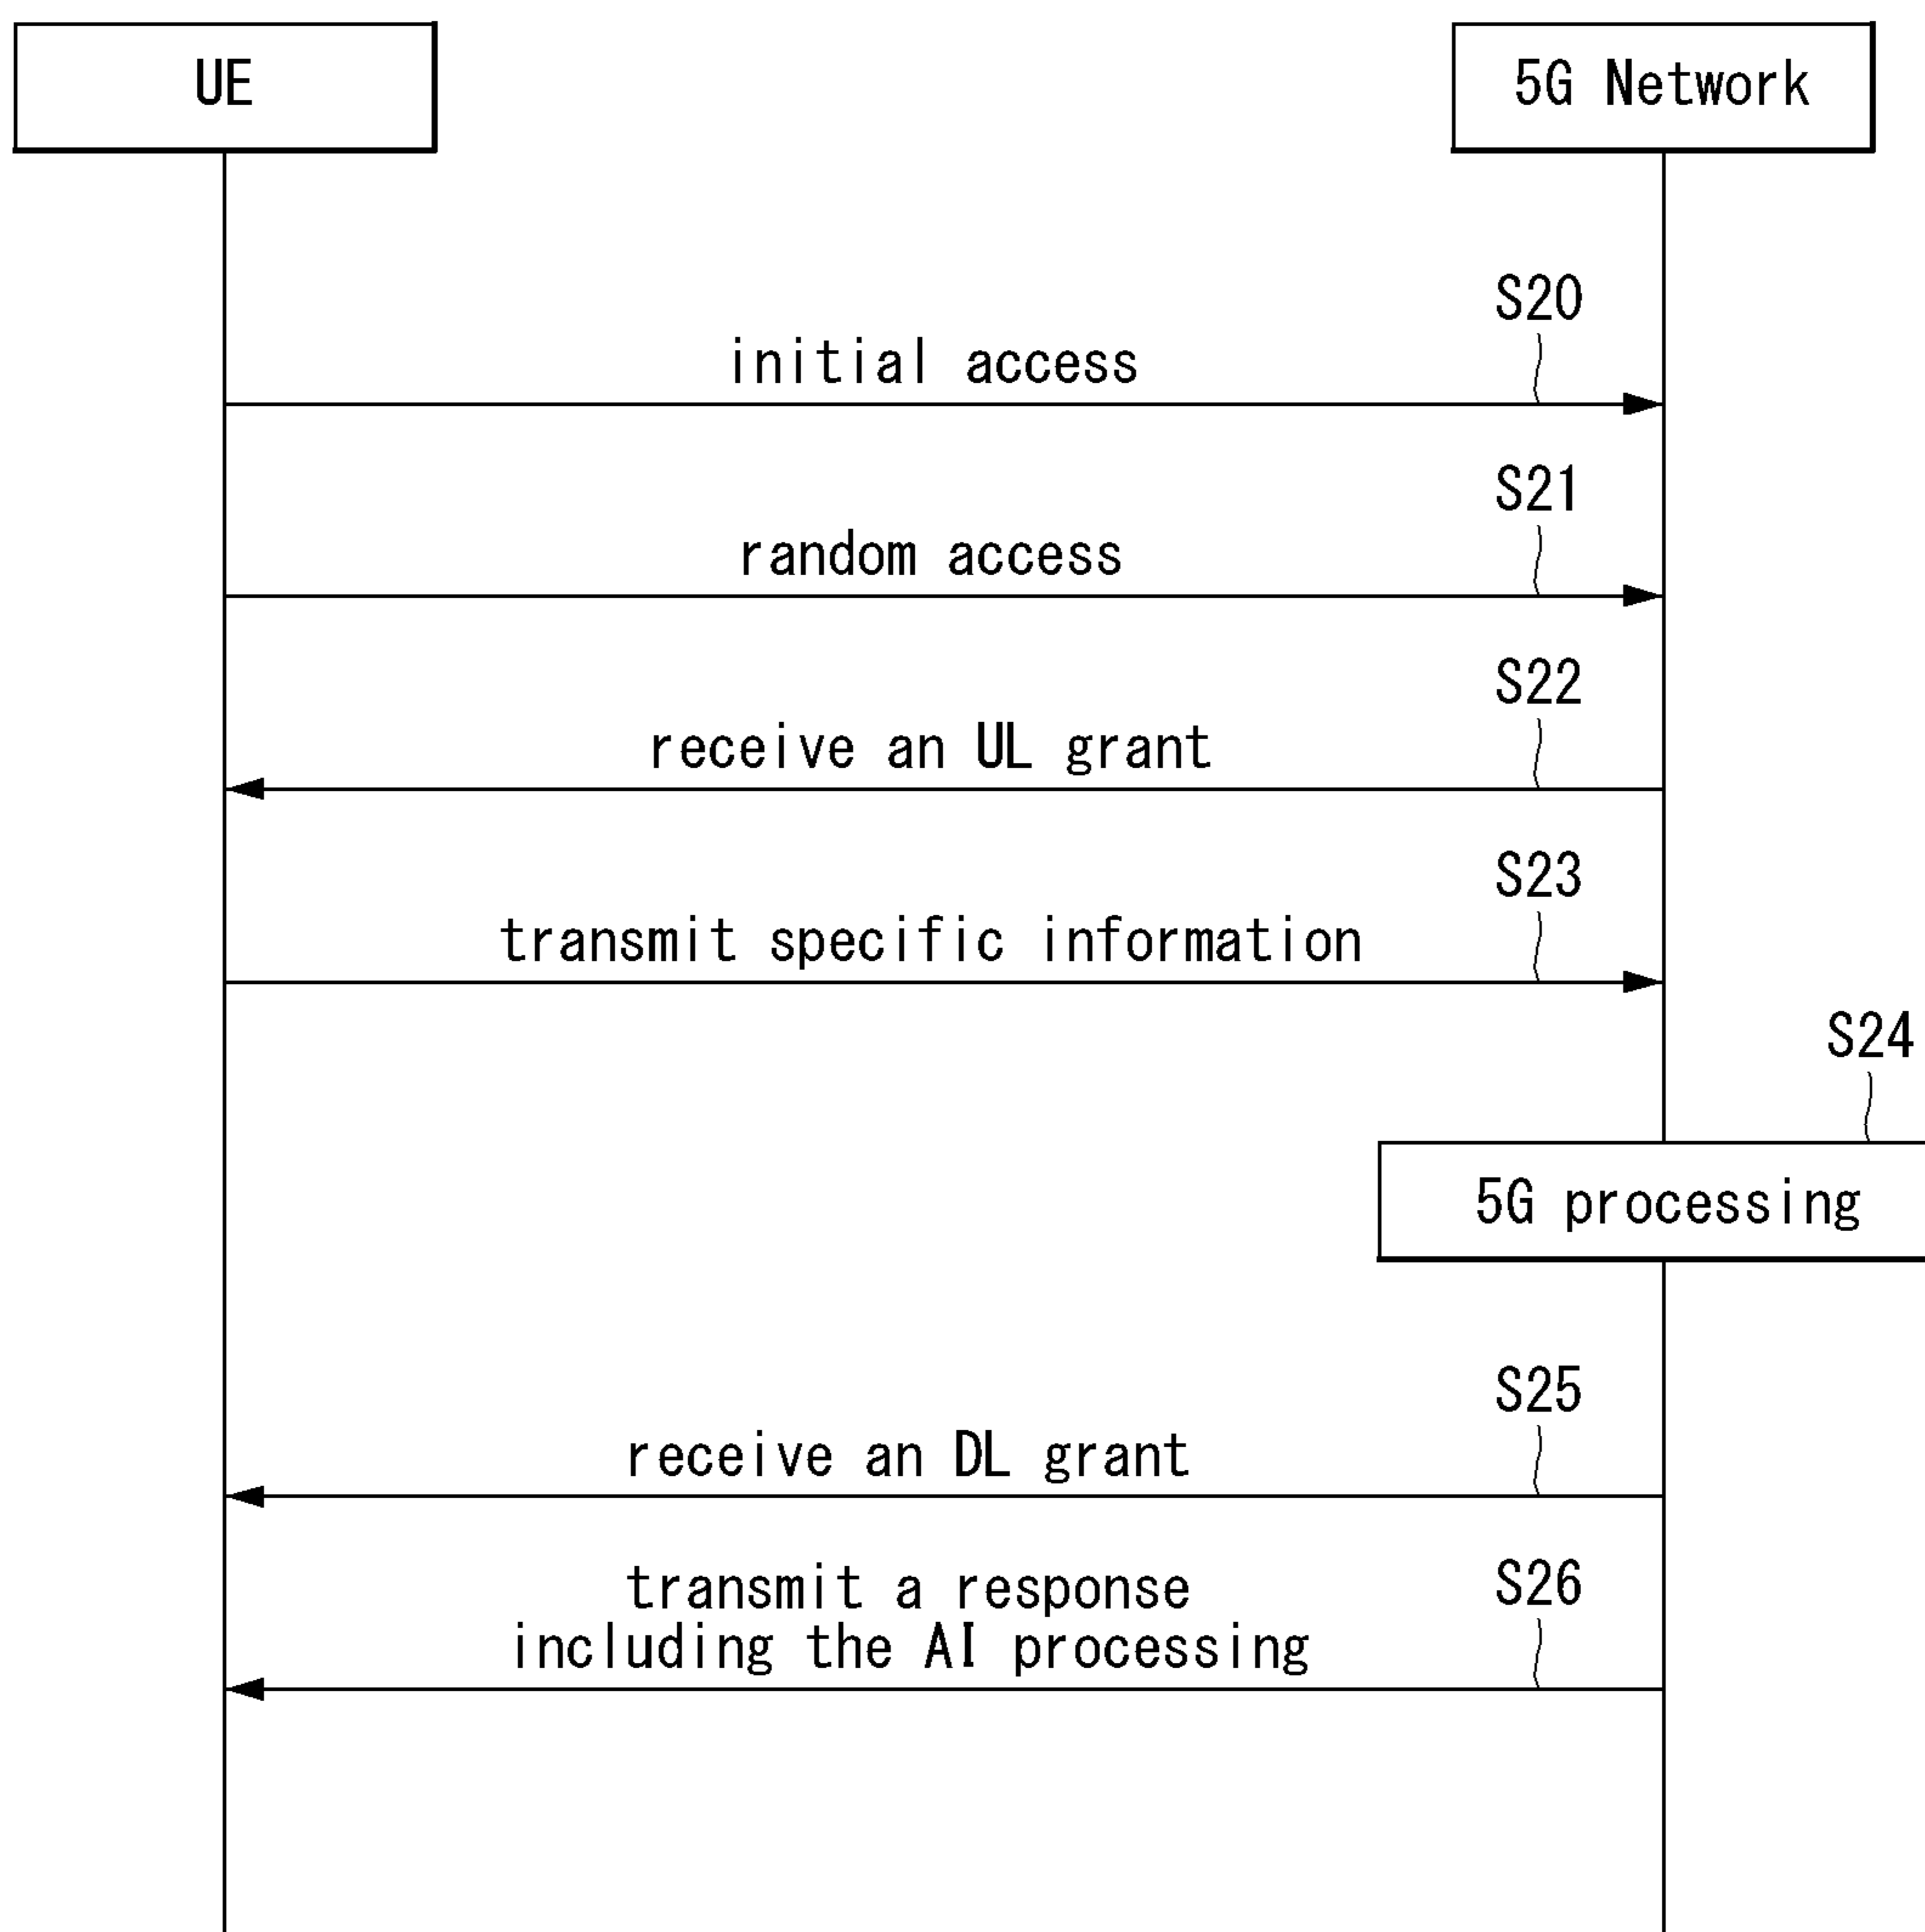 UE
5G Network
S20
initial access
S21
random access
S22
receive an UL grant
S23
transmit specific information
S24
5G processing
S25
receive an DL grant
S26
transmit a response
including the AI processing